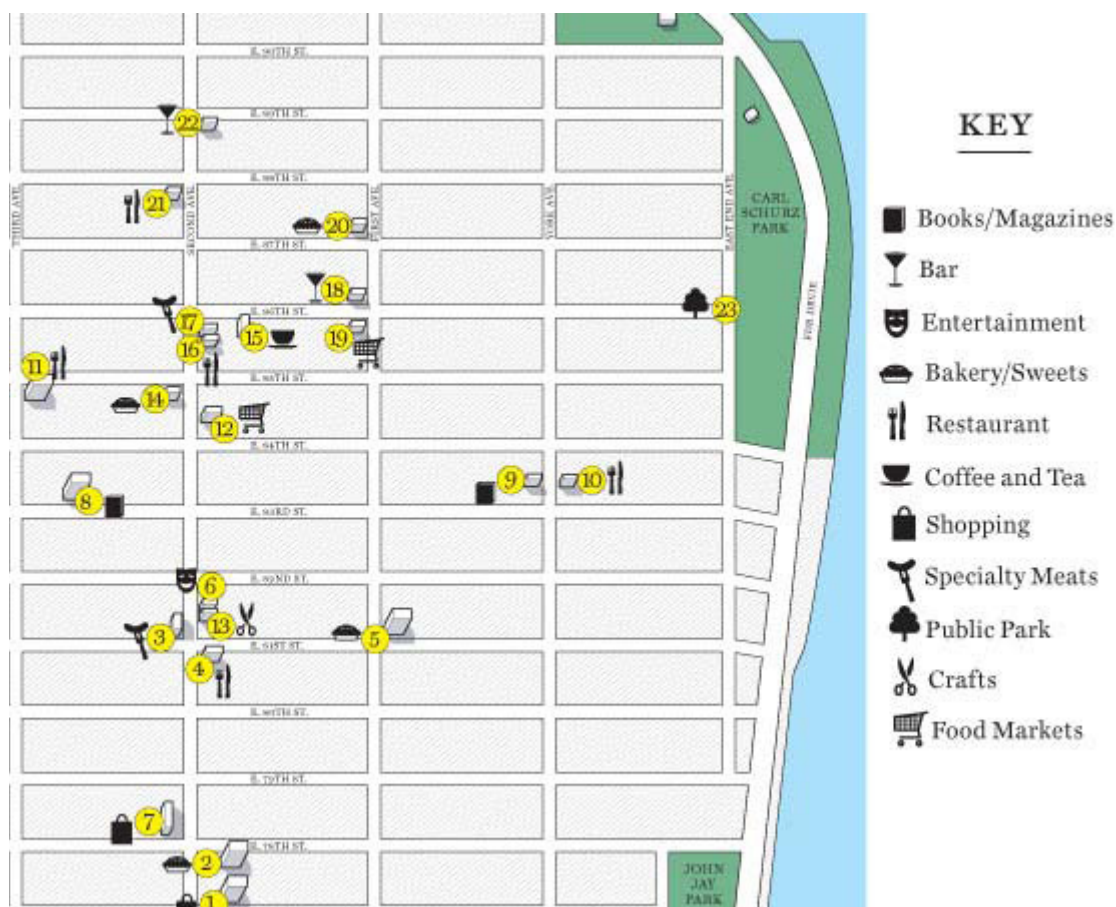 E. 90TH ST.
E. 89TH ST.
22
KEY
E. 88TH ST.
THIRD AVE.
SECOND AVE.
FIRST AVE.
YORK AVE.
EAST END AVE.
CARL
SCHURZ
PARK
21
20
E. 87TH ST.
Books/Magazines
Bar
18
23
E. 86TH ST.
FDR DRIVE
17
15
19
16
Entertainment
11
E. 85TH ST.
Bakery/Sweets
14
12
Restaurant
E. 84TH ST.
8
9
10
Coffee and Tea
E. 83RD ST.
Shopping
E. 82ND ST.
6
Specialty Meats
3
13
5
Public Park
E. 81ST ST.
4
Crafts
E. 80TH ST.
Food Markets
E. 79TH ST.
7
E. 78TH ST.
2
JOHN
JAY
PARK
1